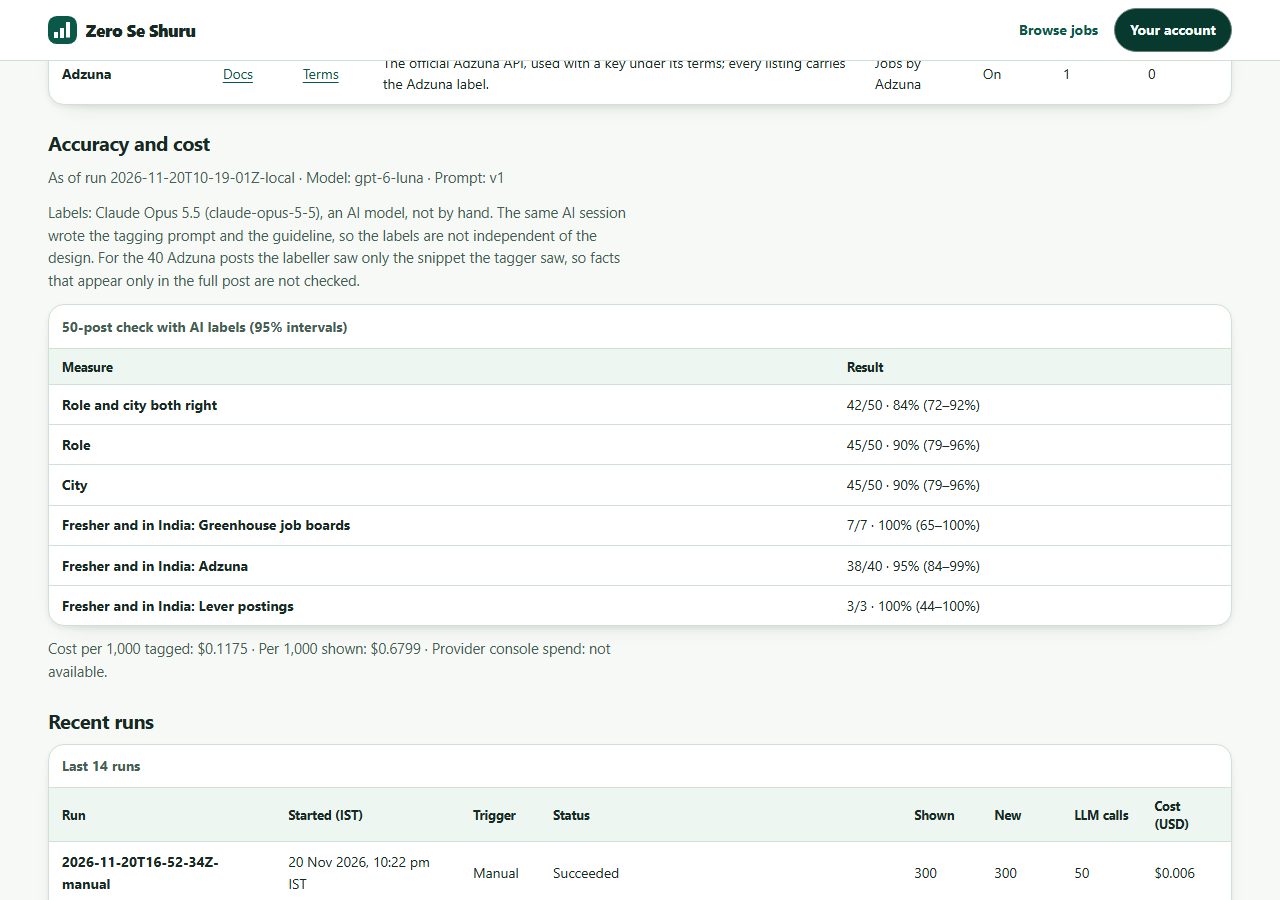 Zero Se Shuru
Browse jobs
Your account
The official Adzuna API, used with a key under its terms; every listing carries
the Adzuna label.
Adzuna
Docs
Terms
Jobs by
Adzuna
On
1
0
Accuracy and cost
As of run 2026-11-20T10-19-01Z-local · Model: gpt-6-luna · Prompt: v1
Labels: Claude Opus 5.5 (claude-opus-5-5), an AI model, not by hand. The same AI session
wrote the tagging prompt and the guideline, so the labels are not independent of the
design. For the 40 Adzuna posts the labeller saw only the snippet the tagger saw, so facts
that appear only in the full post are not checked.
50-post check with AI labels (95% intervals)
Measure Result
Role and city both right 42/50 · 84% (72–92%)
Role 45/50 · 90% (79–96%)
City 45/50 · 90% (79–96%)
Fresher and in India: Greenhouse job boards 7/7 · 100% (65–100%)
Fresher and in India: Adzuna 38/40 · 95% (84–99%)
Fresher and in India: Lever postings 3/3 · 100% (44–100%)
Cost per 1,000 tagged: $0.1175 · Per 1,000 shown: $0.6799 · Provider console spend: not
available.
Recent runs
Last 14 runs
Run Started (IST) Trigger Status Shown New LLM calls Cost
(USD)
2026-11-20T16-52-34Z-
manual
20 Nov 2026, 10:22 pm
IST
Manual Succeeded 300 300 50 $0.006